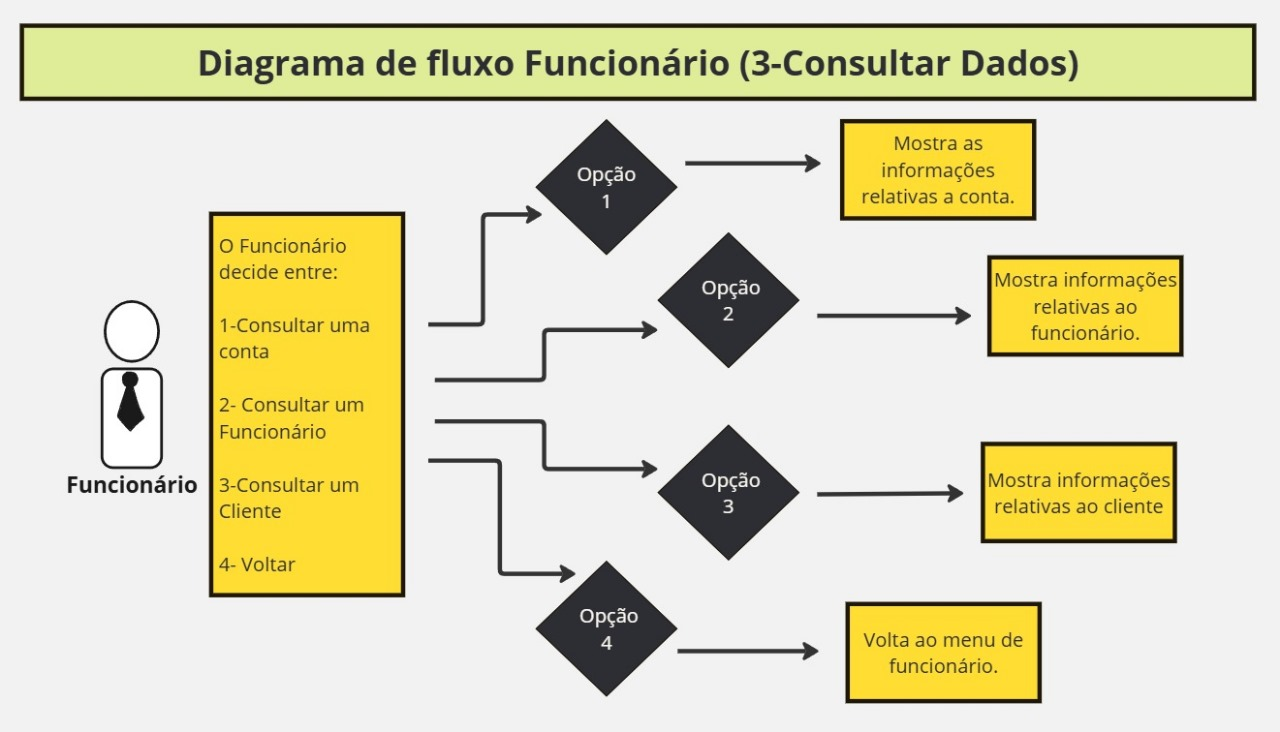 Diagrama de fluxo Funcionário (3-Consultar Dados)
Funcionário
O Funcionário
decide entre:
1-Consultar uma
conta
2- Consultar um
Funcionário
3-Consultar um
Cliente
4- Voltar
Opção
1
Mostra as
informações
relativas a conta.
Opção
2
Mostra informações
relativas ao
funcionário.
Opção
3
Mostra informações
relativas ao cliente
Opção
4
Volta ao menu de
funcionário.